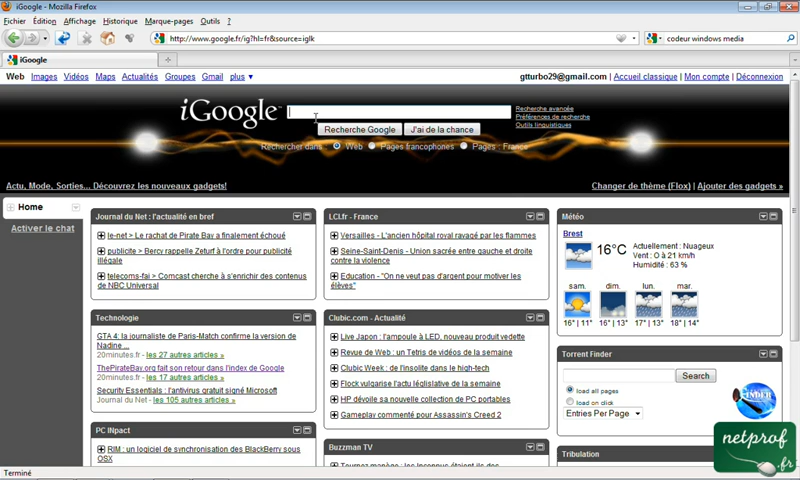 iGoogle - Mozilla Firefox
Fichier Édition Affichage Historique Marque-pages Outils ?
http://www.google.fr/ig?hl=fr&source=iglk
codeur windows media
iGoogle
Web Images Vidéos Maps Actualités Groupes Gmail plus ▼
gtturbo29@gmail.com | Accueil classique | Mon compte | Déconnexion
iGoogle™
Recherche avancée
Préférences de recherche
Outils linguistiques
Recherche Google
J'ai de la chance
Rechercher dans : Web Pages francophones Pages : France
Actu, Mode, Sorties... Découvrez les nouveaux gadgets!
Changer de thème (Flox) | Ajouter des gadgets »
Home
Activer le chat
Journal du Net : l'actualité en bref
le-net > Le rachat de Pirate Bay a finalement échoué
publicite > Bercy rappelle Zeturf à l'ordre pour publicité
illégale
telecoms-fai > Comcast cherche à s'enrichir des contenus
de NBC Universal
Technologie
GTA 4: la journaliste de Paris-Match confirme la version de
Nadine ...
20minutes.fr - les 27 autres articles »
ThePirateBay.org fait son retour dans l'index de Google
20minutes.fr - les 17 autres articles »
Security Essentials : l'antivirus gratuit signé Microsoft
Journal du Net - les 105 autres articles »
PC INpact
RIM : un logiciel de synchronisation des BlackBerry sous
OSX
LCI.fr - France
Versailles - L'ancien hôpital royal ravagé par les flammes
Seine-Saint-Denis - Union sacrée entre gauche et droite
contre la violence
Education - "On ne veut pas d'argent pour motiver les
élèves"
Clubic.com - Actualité
Live Japon : l'ampoule à LED, nouveau produit vedette
Revue de Web : un Tetris de vidéos de la semaine
Clubic Week : de l'insolite dans le high-tech
Flock vulgarise l'actu législative de la semaine
HP dévoile sa nouvelle collection de PC portables
Gameplay commenté pour Assassin's Creed 2
Buzzman TV
Tournez manège : les Inconnus étaient ils des
Météo
Brest
16°C
Actuellement : Nuageux
Vent : O à 21 km/h
Humidité : 63 %
sam. dim. lun. mar.
16° | 11° 16° | 13° 17° | 13° 18° | 14°
Torrent Finder
Search
load all pages
load on click
Entries Per Page
FINDER
Tribulation
netprof
.fr
Terminé